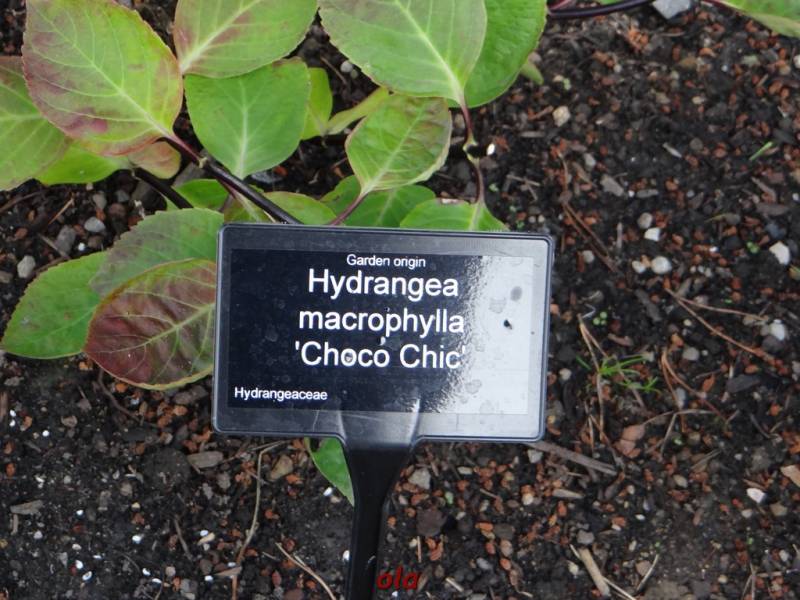 Garden origin
Hydrangea
macrophylla
'Choco Chic'
Hydrangeaceae
ola